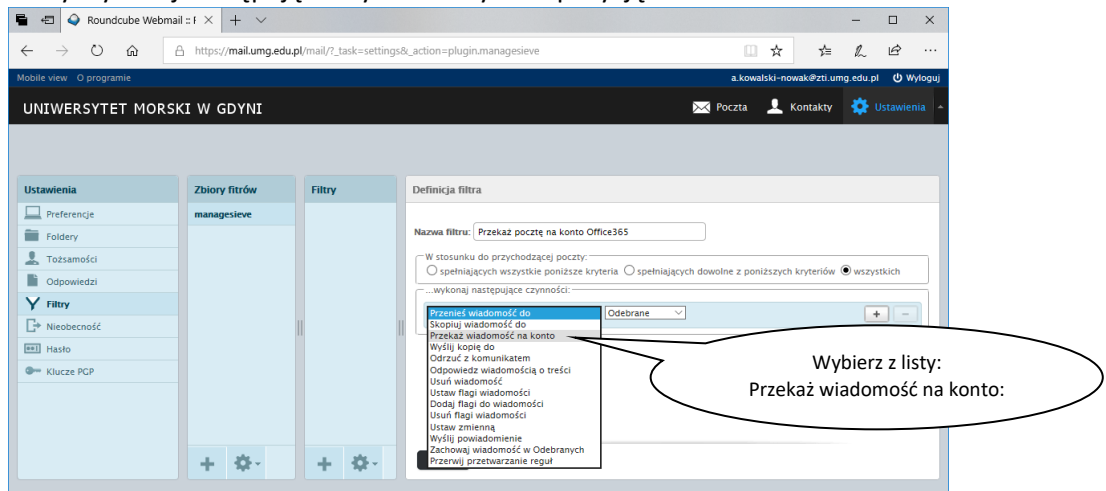 Roundcube Webmail :: F
https://mail.umg.edu.pl/mail/?_task=settings&_action=plugin.managesieve
Mobile view O programie
a.kowalski-nowak@zti.umg.edu.pl Wyloguj
UNIWERSYTET MORSKI W GDYNI
Poczta Kontakty Ustawienia
Ustawienia
Preferencje
Foldery
Tożsamości
Odpowiedzi
Filtry
Nieobecność
Hasło
Klucze PGP
Zbiory fitrów
managesieve
Filtry
Definicja filtra
Nazwa filtru: Przekaż pocztę na konto Office365
W stosunku do przychodzącej poczty:
spełniających wszystkie poniższe kryteria spełniających dowolne z poniższych kryteriów wszystkich
...wykonaj następujące czynności:
Przenieś wiadomość do Odebrane
Skopiuj wiadomość do
Przekaż wiadomość na konto
Wyślij kopię do
Odrzuć z komunikatem
Odpowiedz wiadomością o treści
Usuń wiadomość
Ustaw flagi wiadomości
Dodaj flagi do wiadomości
Usuń flagi wiadomości
Ustaw zmienną
Wyślij powiadomienie
Zachowaj wiadomość w Odebranych
Przerwij przetwarzanie reguł
Wybierz z listy:
Przekaż wiadomość na konto: